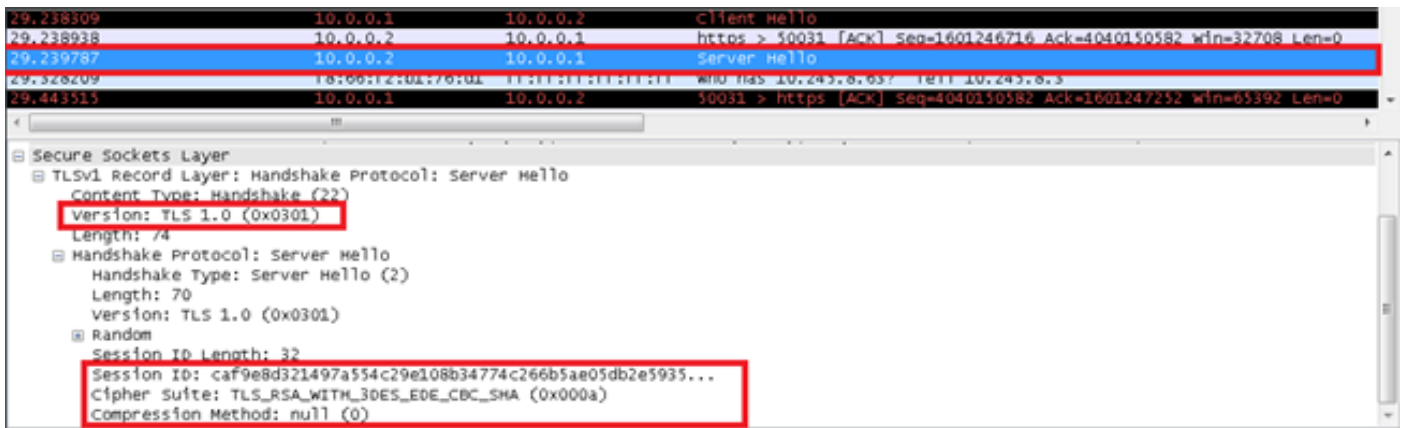 29.238309 10.0.0.1 10.0.0.2 Client Hello
29.238938 10.0.0.2 10.0.0.1 https > 50031 [ACK] Seq=1601246716 Ack=4040150582 Win=32708 Len=0
29.239787 10.0.0.2 10.0.0.1 Server Hello
29.328209 who has 10.245.8.63? Tell 10.245.8.3
29.443515 10.0.0.1 10.0.0.2 50031 > https [ACK] Seq=4040150582 Ack=1601247252 Win=65392 Len=0
Secure Sockets Layer
TLSv1 Record Layer: Handshake Protocol: Server Hello
Content Type: Handshake (22)
Version: TLS 1.0 (0x0301)
Length: 74
Handshake Protocol: Server Hello
Handshake Type: Server Hello (2)
Length: 70
Version: TLS 1.0 (0x0301)
Random
Session ID Length: 32
Session ID: caf9e8d321497a554c29e108b34774c266b5ae05db2e5935...
Cipher Suite: TLS_RSA_WITH_3DES_EDE_CBC_SHA (0x000a)
Compression Method: null (0)